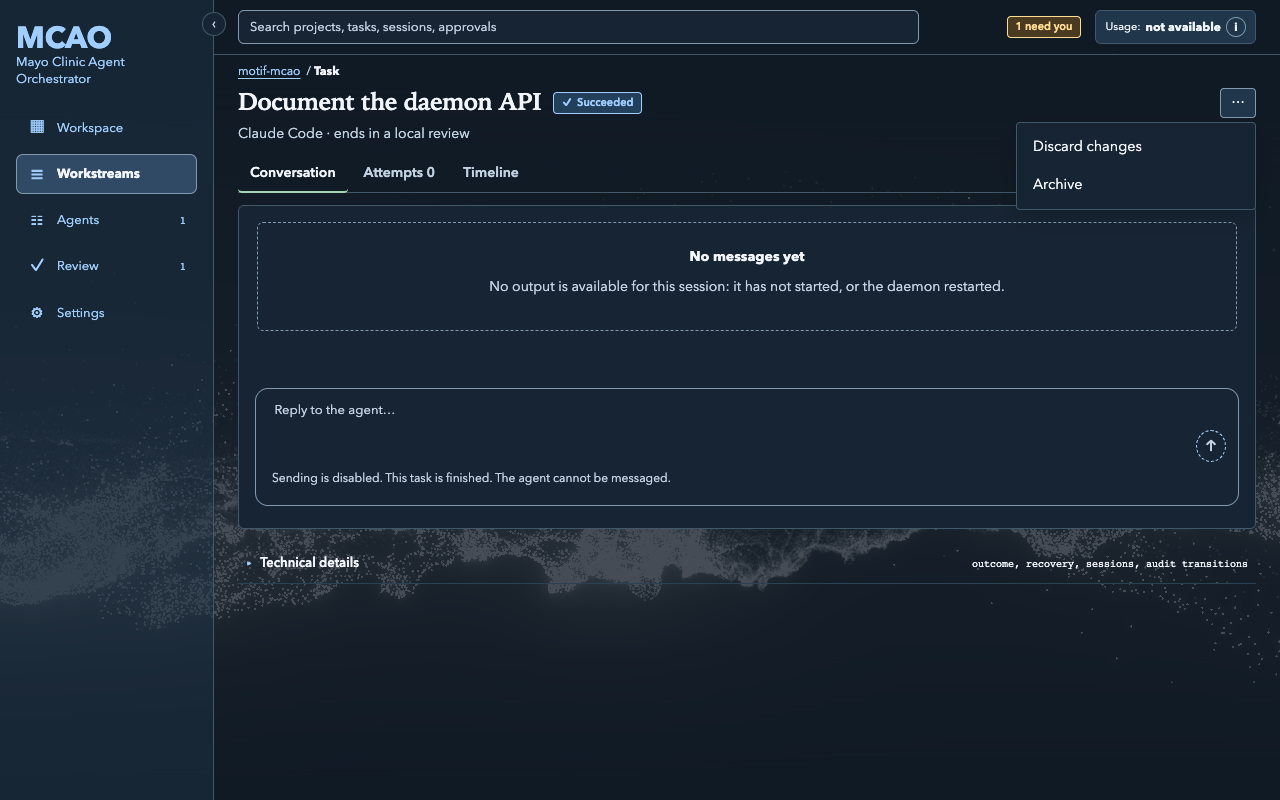 MCAO
Mayo Clinic Agent
Orchestrator
Workspace
Workstreams
Agents 1
Review 1
Settings
Search projects, tasks, sessions, approvals
1 need you
Usage: not available i
motif-mcao / Task
Document the daemon API
✓ Succeeded
...
Claude Code · ends in a local review
Discard changes
Archive
Conversation
Attempts 0
Timeline
No messages yet
No output is available for this session: it has not started, or the daemon restarted.
Reply to the agent…
Sending is disabled. This task is finished. The agent cannot be messaged.
Technical details
outcome, recovery, sessions, audit transitions